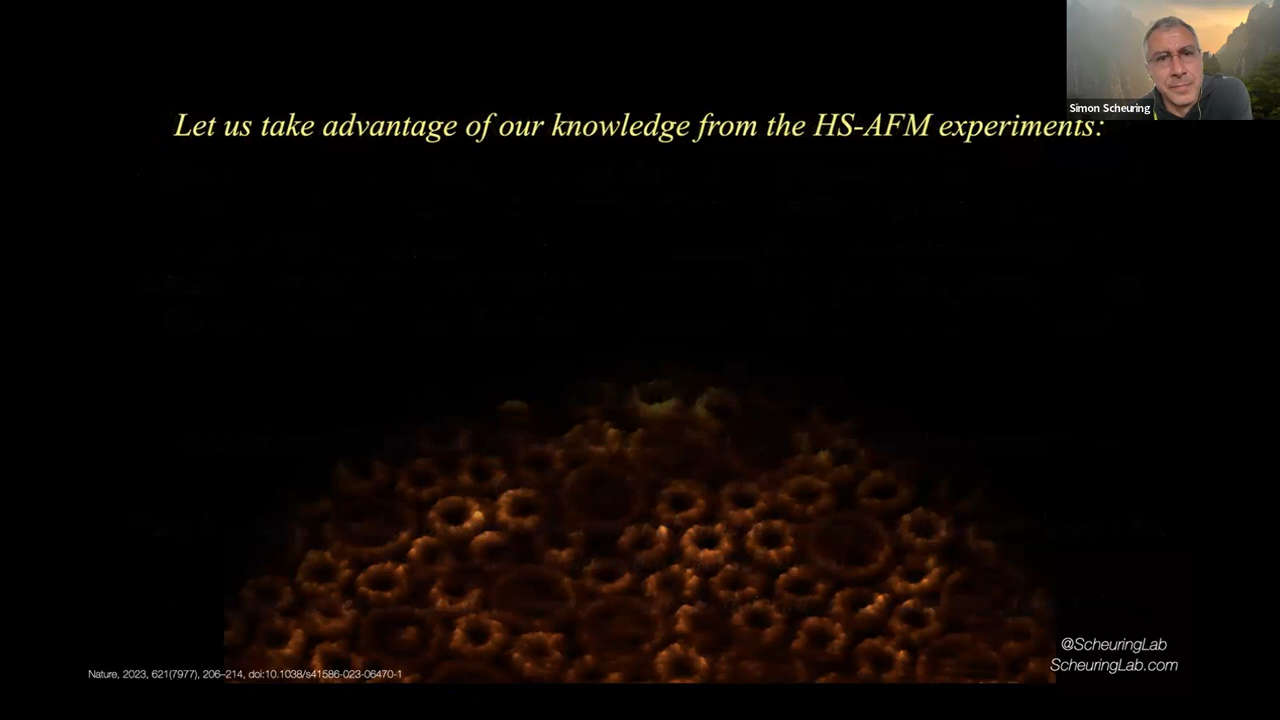 Simon Scheuring
Let us take advantage of our knowledge from the HS-AFM experiments:
@ScheuringLab
ScheuringLab.com
Nature, 2023, 621(7977), 206–214, doi:10.1038/s41586-023-06470-1